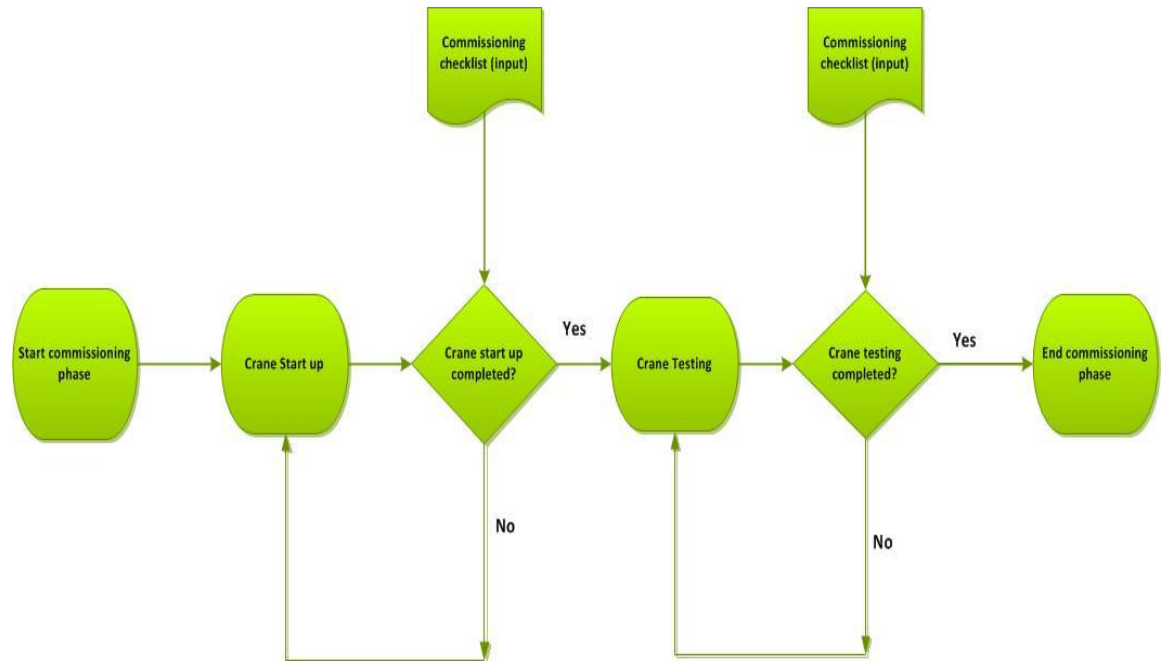 Commissioning
checklist (input)
Commissioning
checklist (input)
Start commissioning
phase
Crane Start up
Crane start up
completed?
Yes
Crane Testing
Crane testing
completed?
Yes
End commissioning
phase
No
No